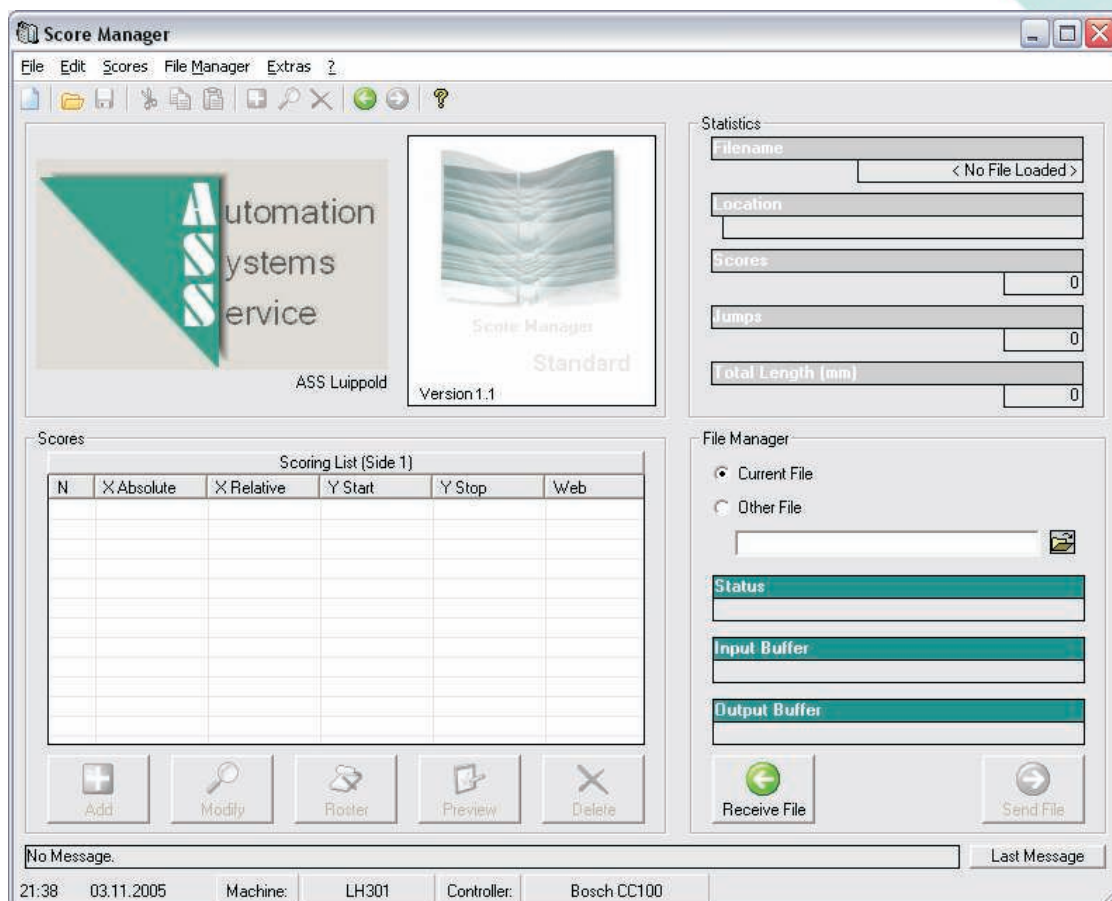 Score Manager
File Edit Scores File Manager Extras ?
Automation
Systems
Service
ASS Luippold
Score Manager
Standard
Version 1.1
Statistics
Filename
< No File Loaded >
Location
Scores
0
Jumps
0
Total Length (mm)
0
Scores
Scoring List (Side 1)
N X Absolute X Relative Y Start Y Stop Web
Add Modify Roster Preview Delete
File Manager
Current File
Other File
Status
Input Buffer
Output Buffer
Receive File Send File
No Message. Last Message
21:38 03.11.2005 Machine: LH301 Controller: Bosch CC100